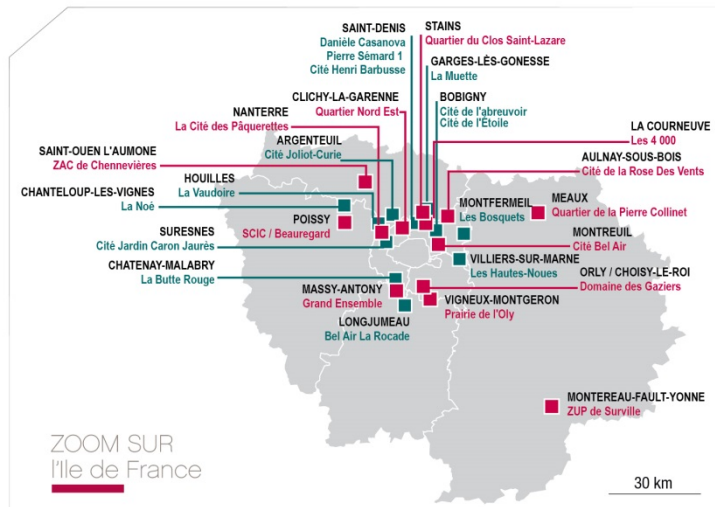 SAINT-DENIS
Danièle Casanova
Pierre Sémard 1
Cité Henri Barbusse
STAINS
Quartier du Clos Saint-Lazare
GARGES-LÈS-GONESSE
La Muette
CLICHY-LA-GARENNE
Quartier Nord Est
BOBIGNY
Cité de l'abreuvoir
Cité de l'Étoile
NANTERRE
La Cité des Pâquerettes
LA COURNEUVE
Les 4 000
ARGENTEUIL
Cité Joliot-Curie
SAINT-OUEN L'AUMONE
ZAC de Chennevières
AULNAY-SOUS-BOIS
Cité de la Rose Des Vents
HOUILLES
La Vaudoire
CHANTELOUP-LES-VIGNES
La Noé
MONTFERMEIL
Les Bosquets
MEAUX
Quartier de la Pierre Collinet
POISSY
SCIC / Beauregard
SURESNES
Cité Jardin Caron Jaurès
MONTREUIL
Cité Bel Air
VILLIERS-SUR-MARNE
Les Hautes-Noues
CHATENAY-MALABRY
La Butte Rouge
ORLY / CHOISY-LE-ROI
Domaine des Gaziers
MASSY-ANTONY
Grand Ensemble
VIGNEUX-MONTGERON
Prairie de l'Oly
LONGJUMEAU
Bel Air La Rocade
MONTEREAU-FAULT-YONNE
ZUP de Surville
ZOOM SUR
l'Ile de France
30 km